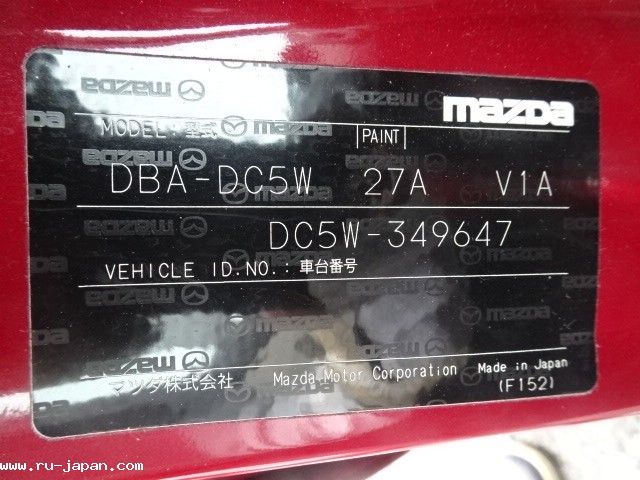 mazda
MODEL・型式 PAINT
DBA-DC5W 27A V1A
DC5W-349647
VEHICLE ID.NO.:車台番号
マツダ株式会社 Mazda Motor Corporation Made in Japan
(F152)
www.ru-japan.com